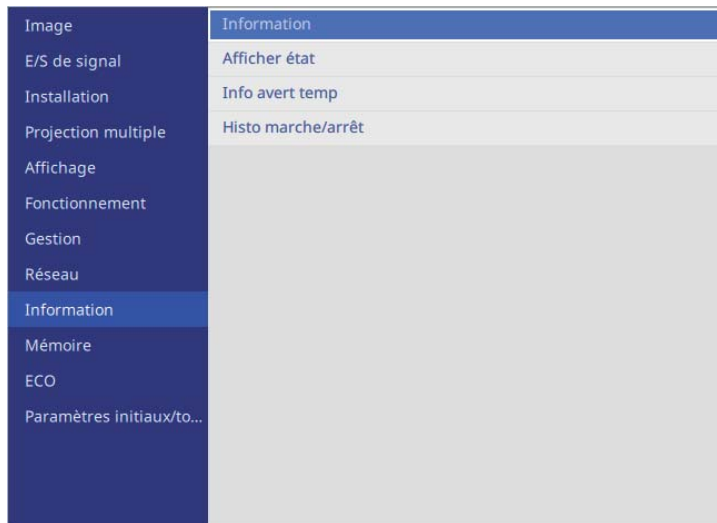 Image
E/S de signal
Installation
Projection multiple
Affichage
Fonctionnement
Gestion
Réseau
Information
Mémoire
ECO
Paramètres initiaux/to...
Information
Afficher état
Info avert temp
Histo marche/arrêt